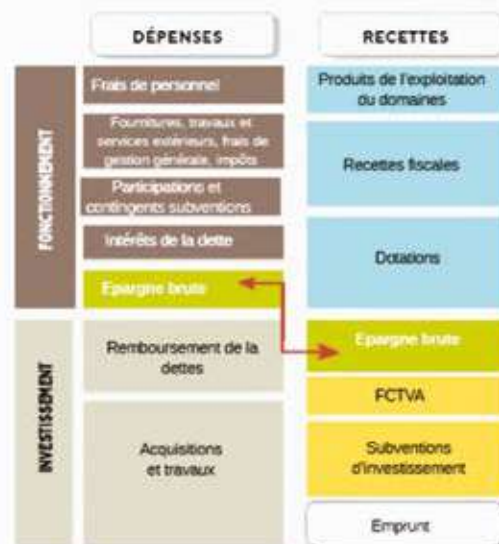 DÉPENSES
RECETTES
FONCTIONNEMENT
Frais de personnel
Fournitures, travaux et
services extérieurs, frais de
gestion générale, impôts
Participations et
contingents subventions
Intérêts de la dette
Epargne brute
Produits de l'exploitation
du domaines
Recettes fiscales
Dotations
INVESTISSEMENT
Remboursement de la
dettes
Acquisitions
et travaux
Epargne brute
FCTVA
Subventions
d'investissement
Emprunt